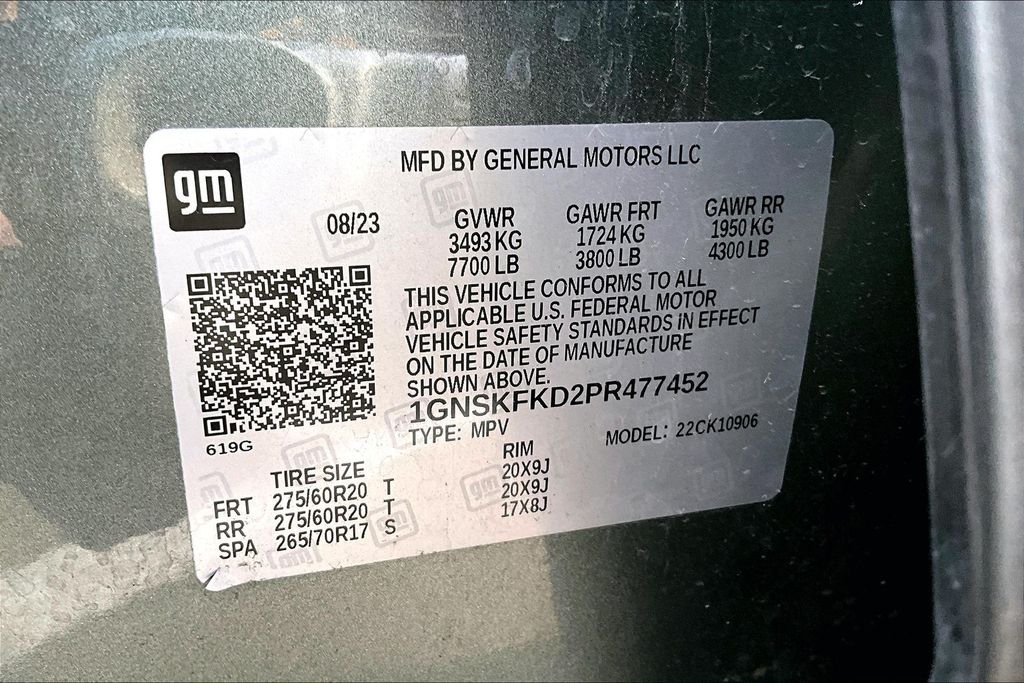 gm
MFD BY GENERAL MOTORS LLC
08/23
GVWR GAWR FRT GAWR RR
3493 KG 1724 KG 1950 KG
7700 LB 3800 LB 4300 LB
THIS VEHICLE CONFORMS TO ALL
APPLICABLE U.S. FEDERAL MOTOR
VEHICLE SAFETY STANDARDS IN EFFECT
ON THE DATE OF MANUFACTURE
SHOWN ABOVE.
1GNSKFKD2PR477452
TYPE: MPV MODEL: 22CK10906
619G
TIRE SIZE RIM
FRT 275/60R20 T 20X9J
RR 275/60R20 T 20X9J
SPA 265/70R17 S 17X8J